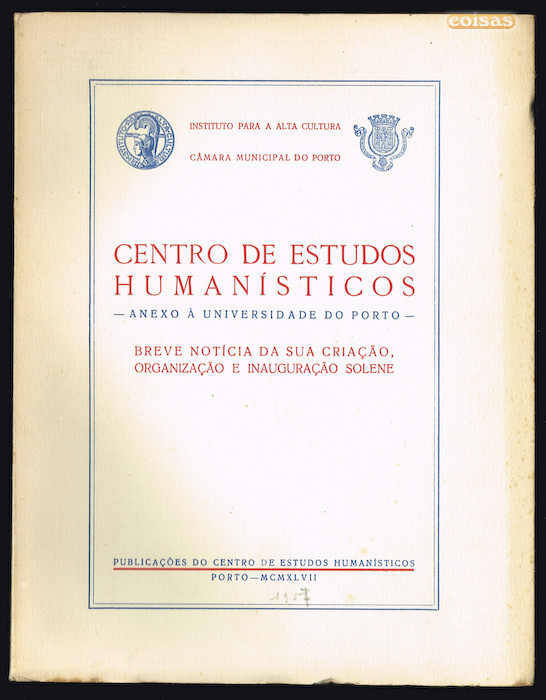 coisas
INSTITUTO PARA A ALTA CULTURA
CÂMARA MUNICIPAL DO PORTO
CENTRO DE ESTUDOS
HUMANÍSTICOS
— ANEXO À UNIVERSIDADE DO PORTO —
BREVE NOTÍCIA DA SUA CRIAÇÃO,
ORGANIZAÇÃO E INAUGURAÇÃO SOLENE
PUBLICAÇÕES DO CENTRO DE ESTUDOS HUMANÍSTICOS
PORTO — MCMXLVII